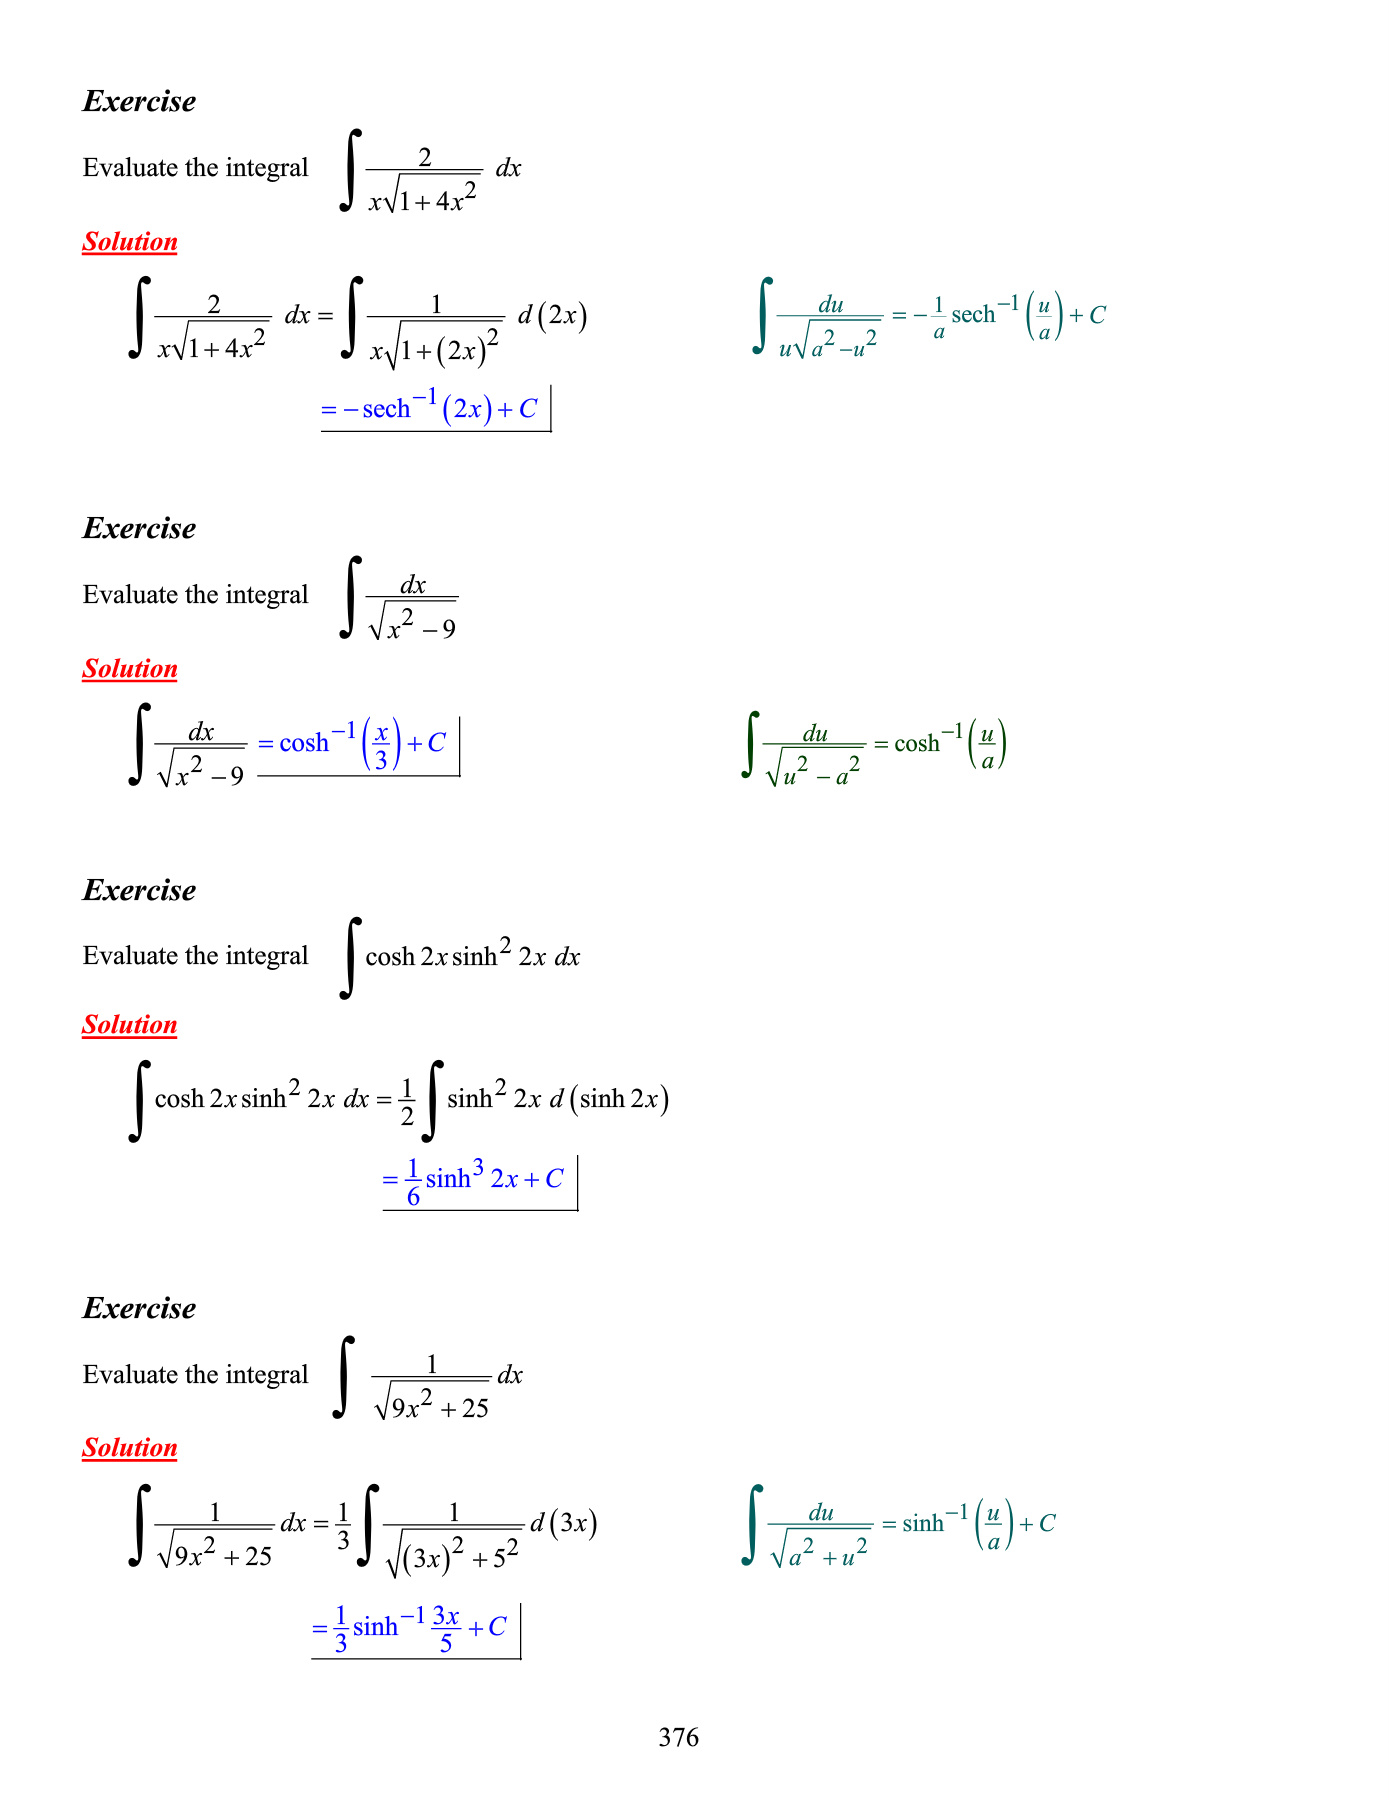 Exercise
Evaluate the integral ∫ 2/(x√(1+4x²)) dx
Solution
∫ 2/(x√(1+4x²)) dx = ∫ 1/(x√(1+(2x)²)) d(2x)    ∫ du/(u√(a²−u²)) = −(1/a) sech⁻¹(u/a) + C
= −sech⁻¹(2x) + C
Exercise
Evaluate the integral ∫ dx/√(x²−9)
Solution
∫ dx/√(x²−9) = cosh⁻¹(x/3) + C    ∫ du/√(u²−a²) = cosh⁻¹(u/a)
Exercise
Evaluate the integral ∫ cosh 2x sinh² 2x dx
Solution
∫ cosh 2x sinh² 2x dx = 1/2 ∫ sinh² 2x d(sinh 2x)
= 1/6 sinh³ 2x + C
Exercise
Evaluate the integral ∫ 1/√(9x²+25) dx
Solution
∫ 1/√(9x²+25) dx = 1/3 ∫ 1/√((3x)²+5²) d(3x)    ∫ du/√(a²+u²) = sinh⁻¹(u/a) + C
= 1/3 sinh⁻¹ 3x/5 + C
376